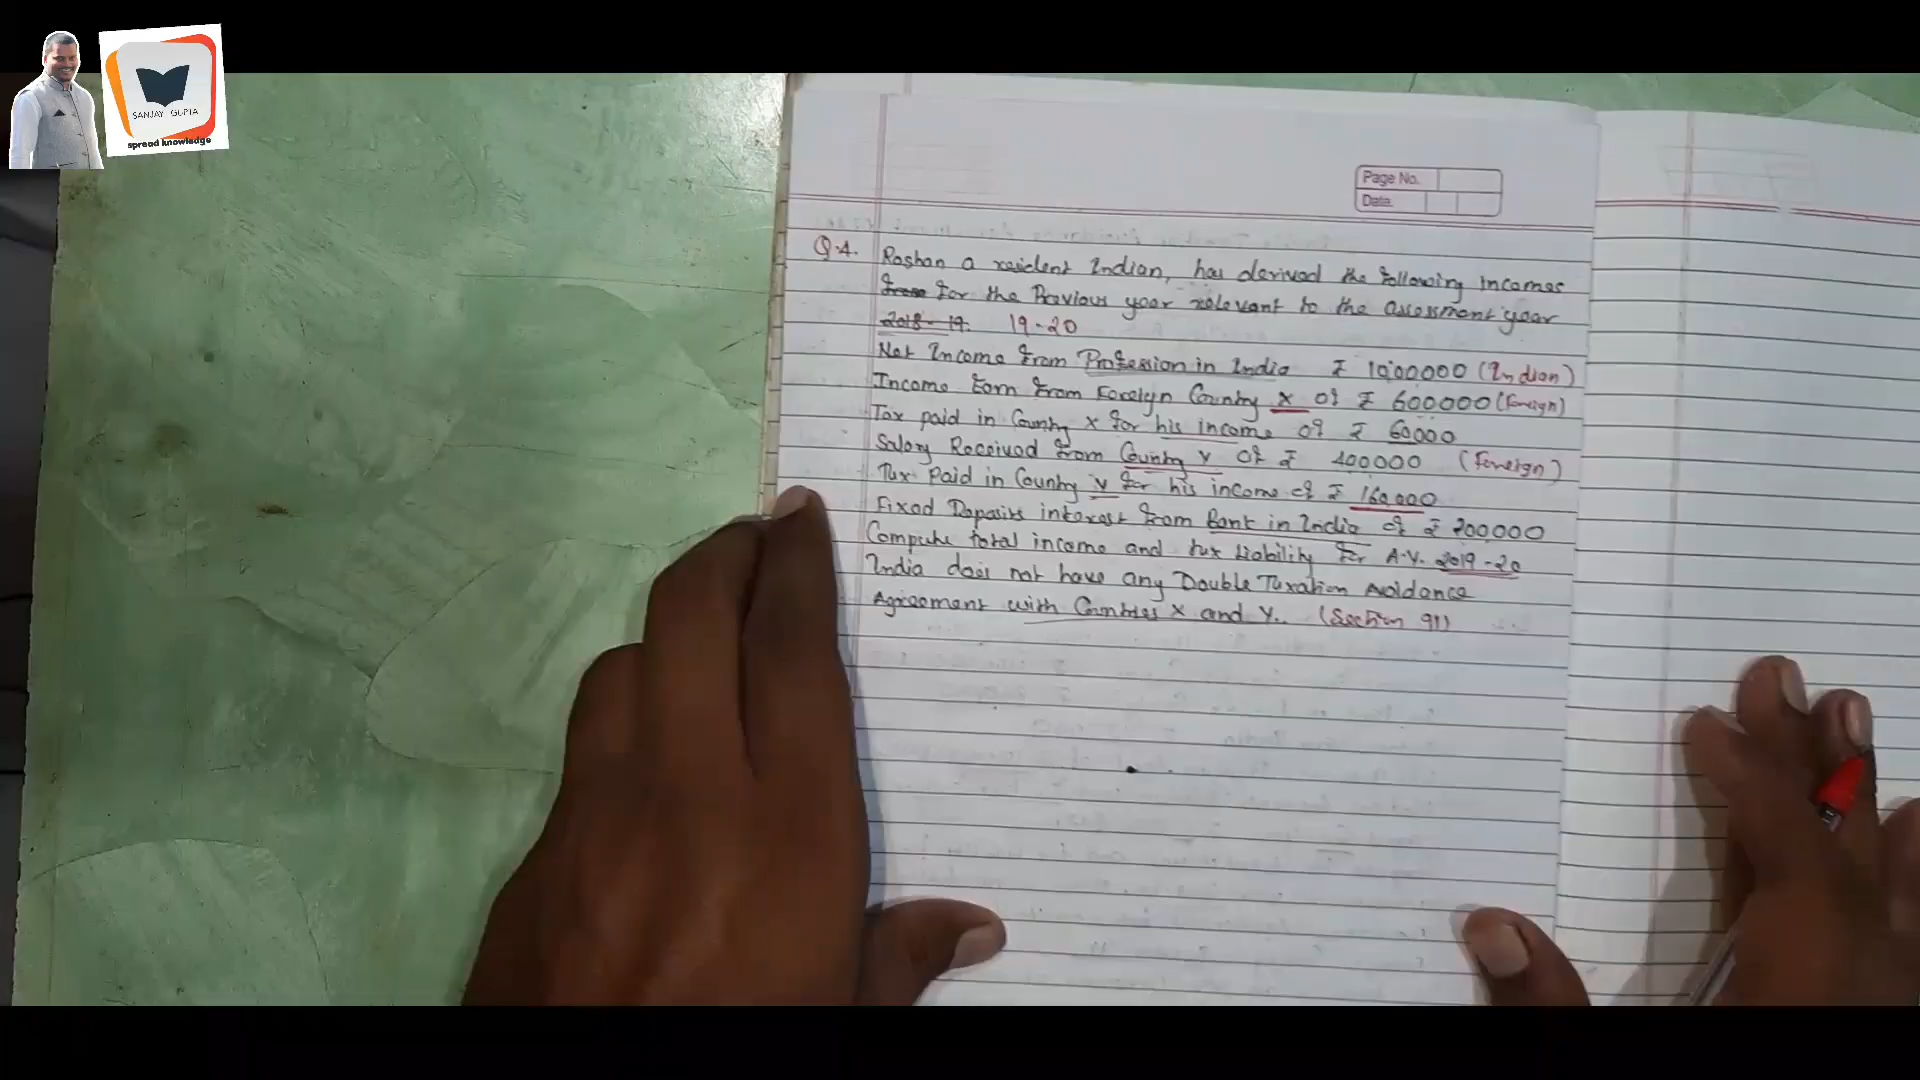 SANJAY GUPTA
spread knowledge
Page No.
Date.
Q.4. Roshan a resident Indian, has derived the following incomes
from for the Previous year relevant to the assessment year
2018-19. 19-20
Net Income from Profession in India ₹ 1000000 (Indian)
Income Earn from Foreign Country X of ₹ 600000 (Foreign)
Tax paid in Country X for his income of ₹ 60000
Salary Received from Country Y of ₹ 400000 (Foreign)
Tax Paid in Country Y for his income of ₹ 160,000
Fixed Deposits interest from Bank in India of ₹ 200000
Compute total income and tax liability for A.Y. 2019-20
India does not have any Double Taxation Avoidance
Agreement with Countries X and Y. (Section 91)